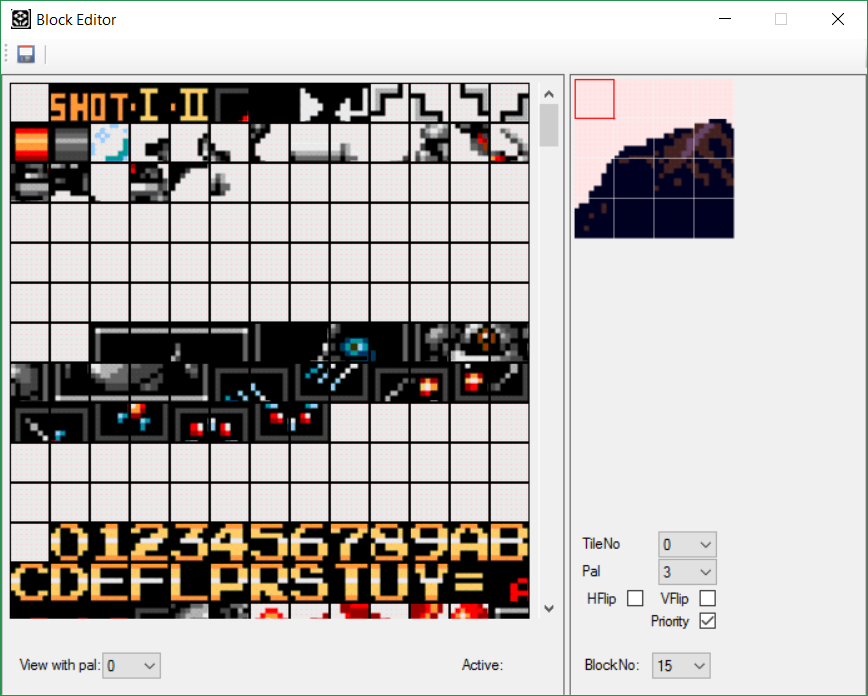 Block Editor
SHOT·I·II
0123456789AB
CDEFLPRSTUY=
TileNo 0
Pal 3
HFlip VFlip
Priority
View with pal: 0 Active: BlockNo: 15